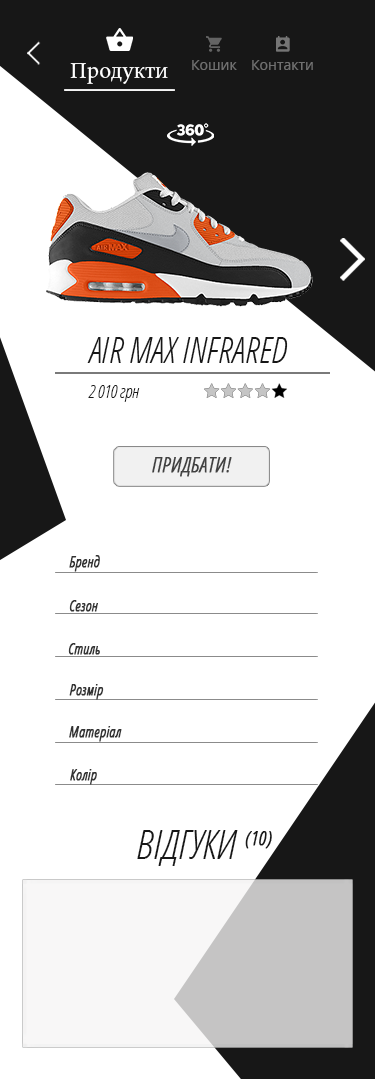 Продукти
Кошик
Контакти
360°
AIR MAX
AIR MAX INFRARED
2 010 грн
ПРИДБАТИ!
Бренд
Сезон
Стиль
Розмір
Матеріал
Колір
ВІДГУКИ (10)